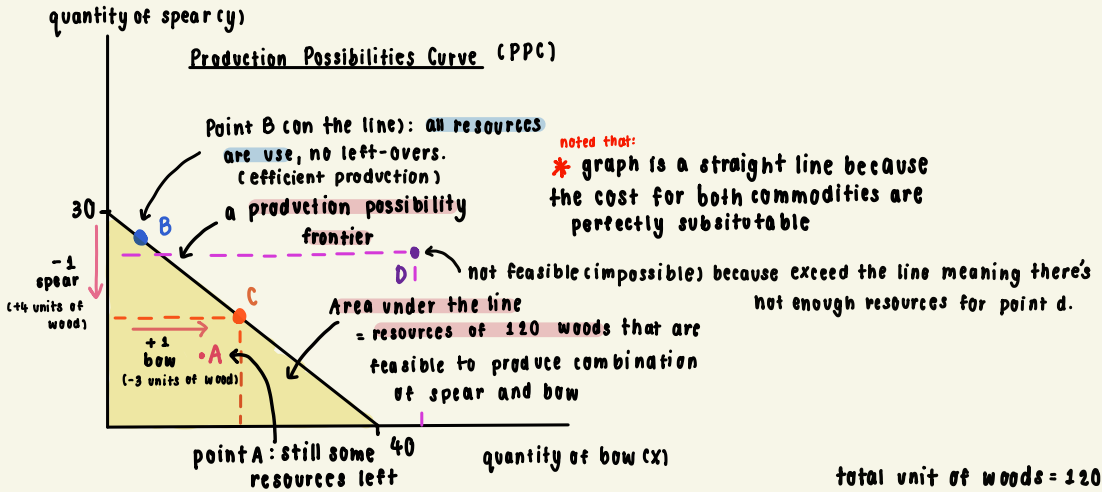 quantity of spear(y)
Production Possibilities Curve (PPC)
Point B (on the line): all resources
are use, no left-overs.
(efficient production)
noted that:
* graph is a straight line because
the cost for both commodities are
perfectly subsitutable
a production possibility
frontier
30
B
D
not feasible (impossible) because exceed the line meaning there's
not enough resources for point d.
-1
spear
(+4 units of
wood)
C
Area under the line
= resources of 120 woods that are
feasible to produce combination
of spear and bow
+1
bow
(-3 units of wood)
A
point A: still some
resources left
40
quantity of bow (x)
total unit of woods = 120